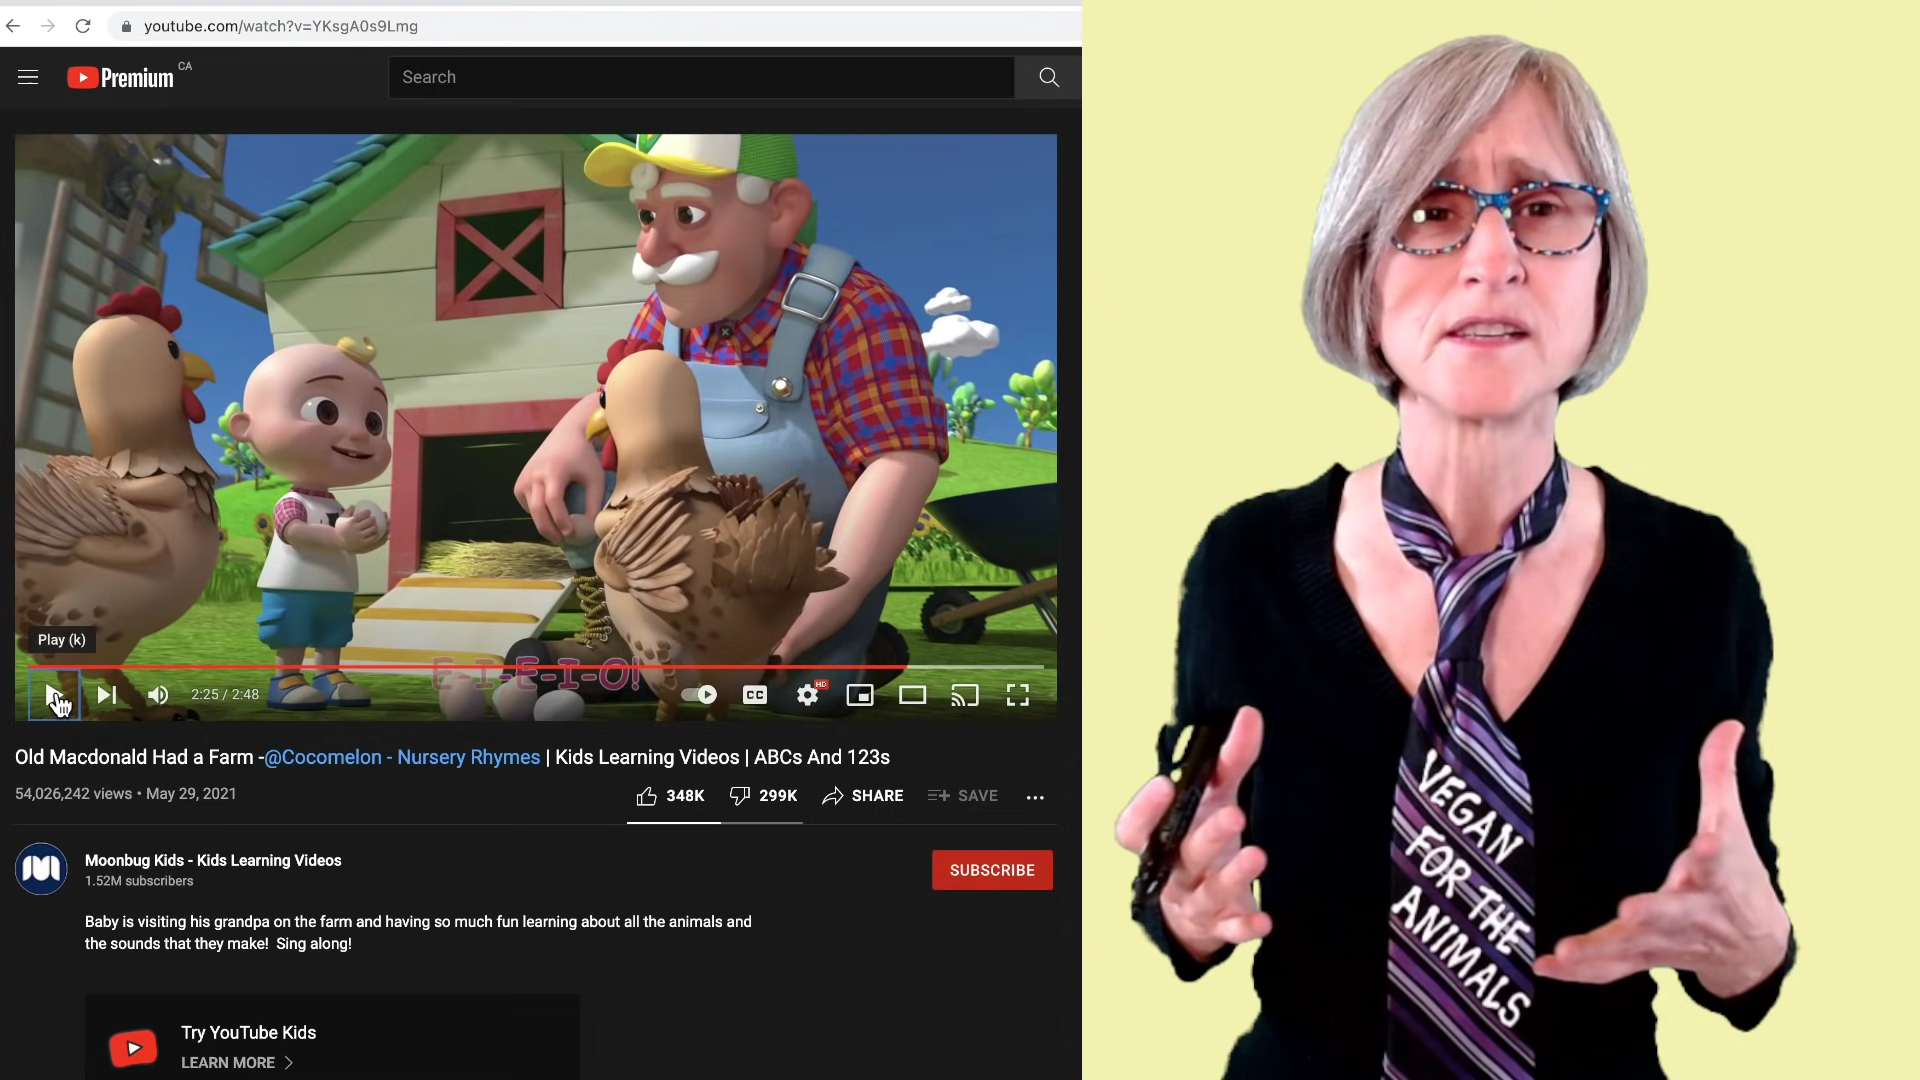 youtube.com/watch?v=YKsgA0s9Lmg
Premium CA
Search
Play (k)
E-I-E-I-O!
2:25 / 2:48
CC
HD
Old Macdonald Had a Farm -@Cocomelon - Nursery Rhymes | Kids Learning Videos | ABCs And 123s
54,026,242 views • May 29, 2021
348K
299K
SHARE
SAVE
Moonbug Kids - Kids Learning Videos
1.52M subscribers
SUBSCRIBE
Baby is visiting his grandpa on the farm and having so much fun learning about all the animals and
the sounds that they make! Sing along!
Try YouTube Kids
LEARN MORE
VEGAN
FOR THE
ANIMALS